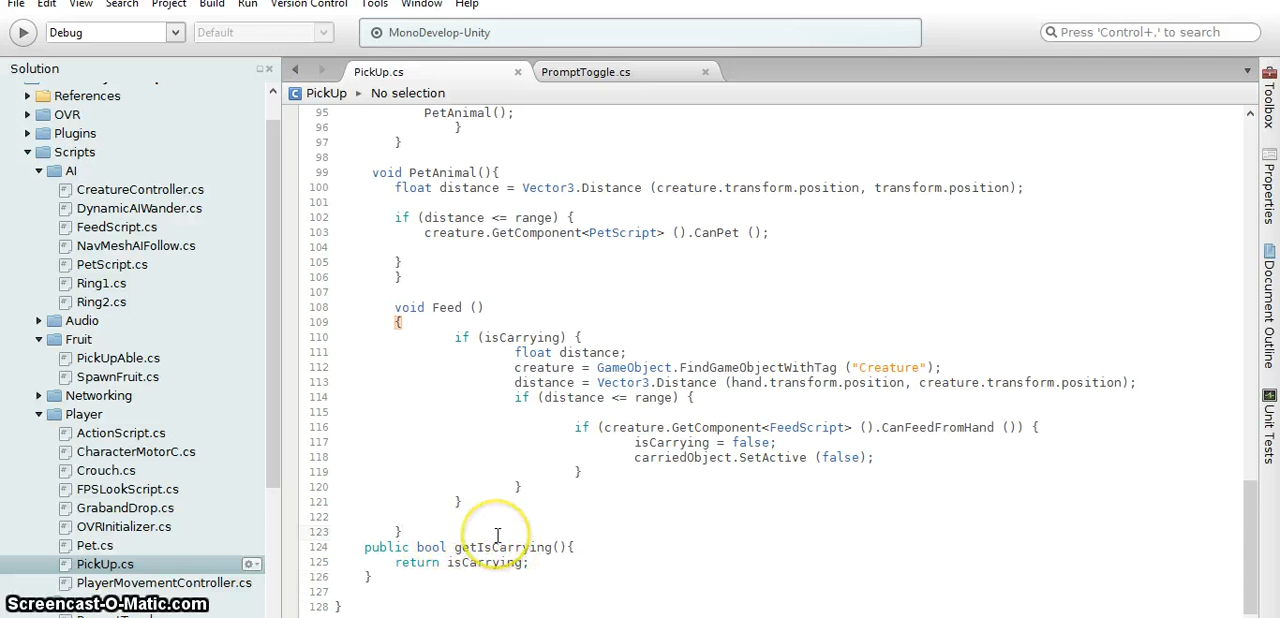 File Edit View Search Project Build Run Version Control Tools Window Help
Debug Default MonoDevelop-Unity Press 'Control+,' to search
Solution PickUp.cs PromptToggle.cs
PickUp No selection
References
OVR
Plugins
Scripts
AI
CreatureController.cs
DynamicAIWander.cs
FeedScript.cs
NavMeshAIFollow.cs
PetScript.cs
Ring1.cs
Ring2.cs
Audio
Fruit
PickUpAble.cs
SpawnFruit.cs
Networking
Player
ActionScript.cs
CharacterMotorC.cs
Crouch.cs
FPSLookScript.cs
GrabandDrop.cs
OVRInitializer.cs
Pet.cs
PickUp.cs
PlayerMovementController.cs
95 PetAnimal();
96 }
97 }
98
99 void PetAnimal(){
100 float distance = Vector3.Distance (creature.transform.position, transform.position);
101
102 if (distance <= range) {
103 creature.GetComponent<PetScript> ().CanPet ();
104
105 }
106 }
107
108 void Feed ()
109 {
110 if (isCarrying) {
111 float distance;
112 creature = GameObject.FindGameObjectWithTag ("Creature");
113 distance = Vector3.Distance (hand.transform.position, creature.transform.position);
114 if (distance <= range) {
115
116 if (creature.GetComponent<FeedScript> ().CanFeedFromHand ()) {
117 isCarrying = false;
118 carriedObject.SetActive (false);
119 }
120 }
121 }
122
123 }
124 public bool getIsCarrying(){
125 return isCarrying;
126 }
127
128 }
Toolbox
Properties
Document Outline
Unit Tests
Screencast-O-Matic.com